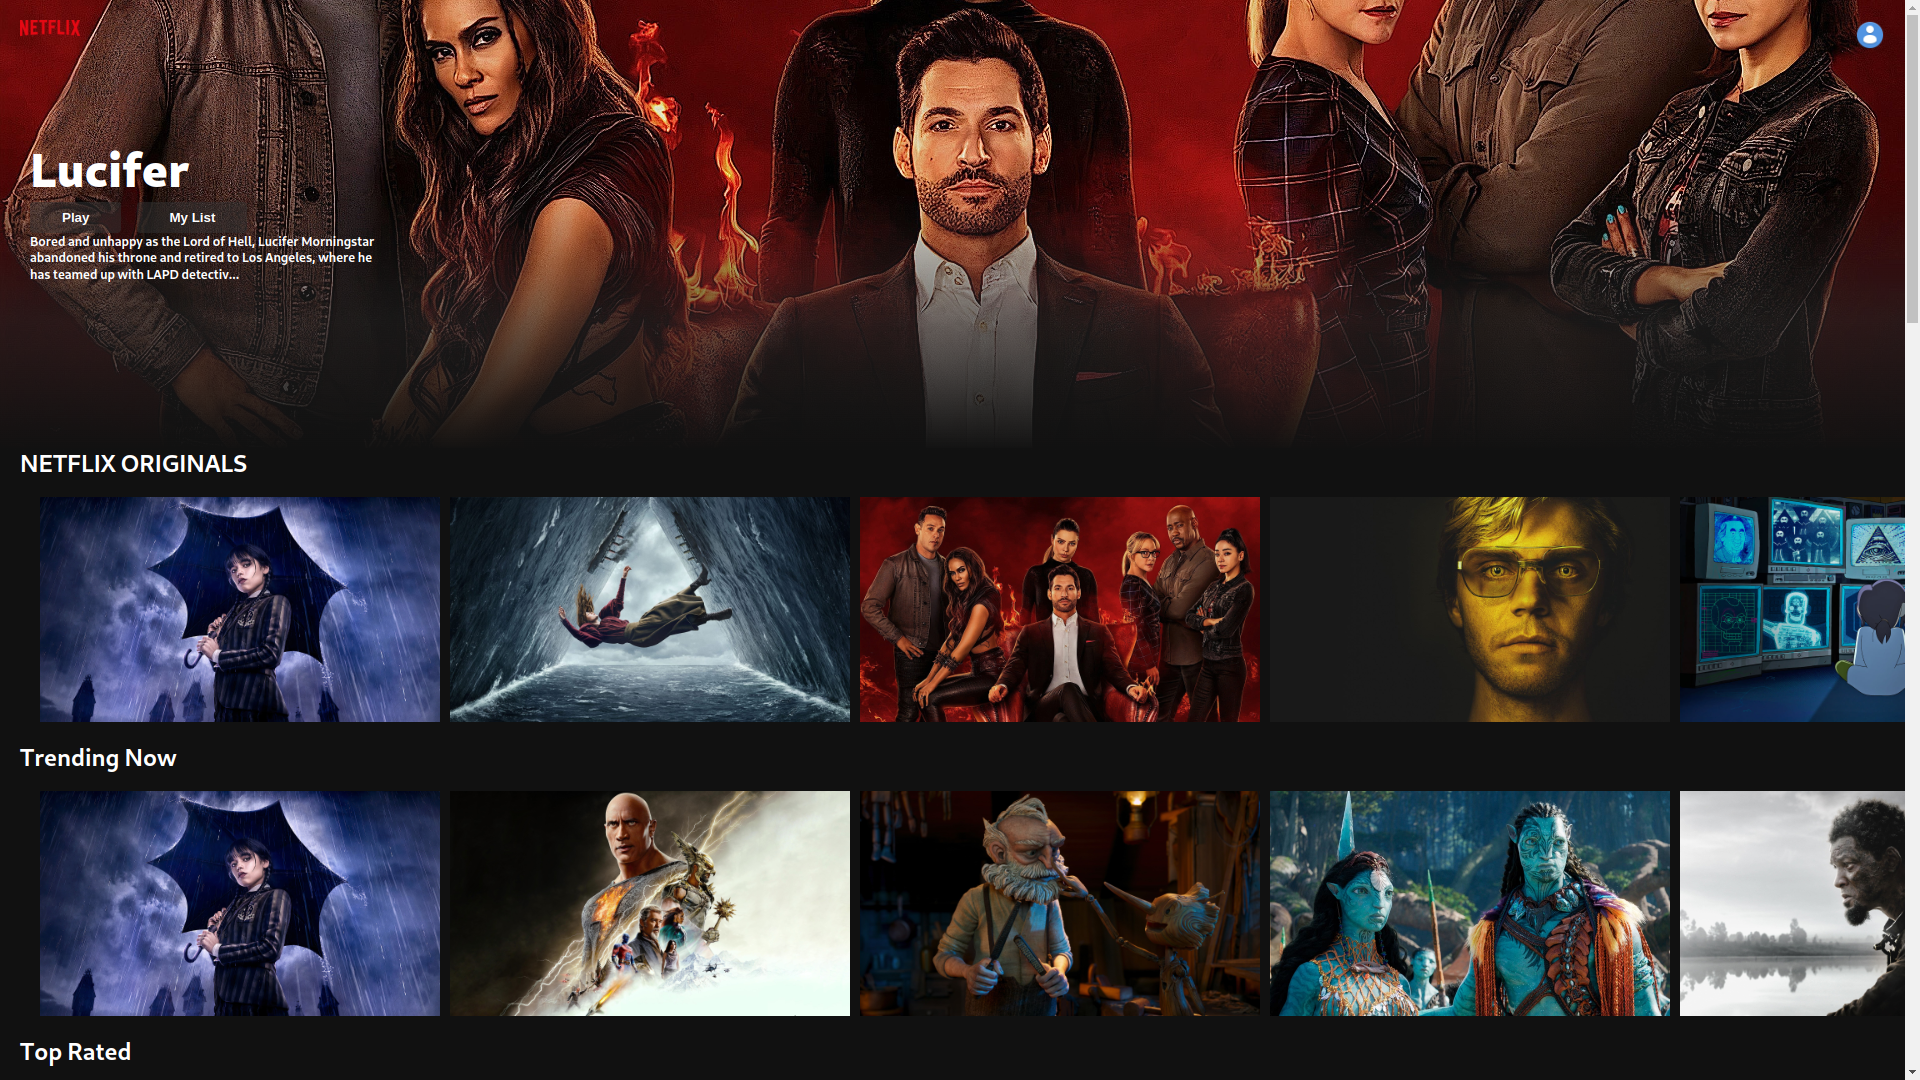 NETFLIX
Lucifer
Play
My List
Bored and unhappy as the Lord of Hell, Lucifer Morningstar
abandoned his throne and retired to Los Angeles, where he
has teamed up with LAPD detectiv...
NETFLIX ORIGINALS
Trending Now
Top Rated